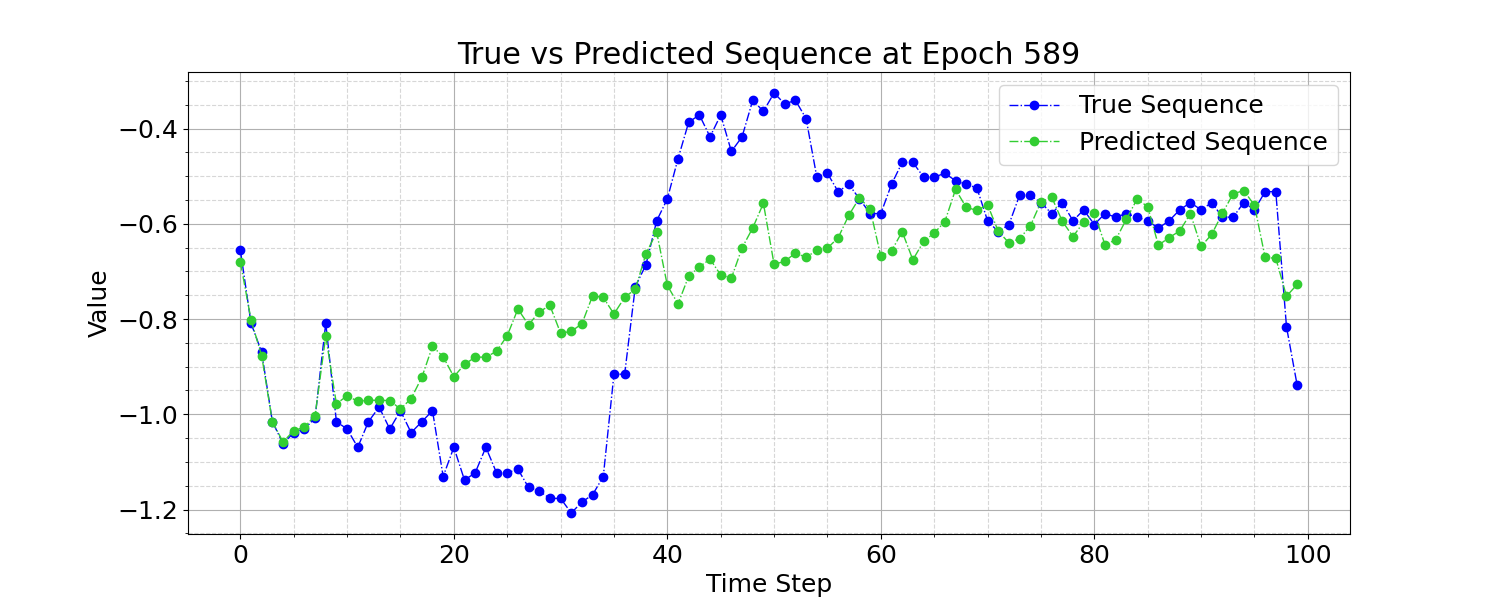 True vs Predicted Sequence at Epoch 589
True Sequence
Predicted Sequence
Value
−0.4
−0.6
−0.8
−1.0
−1.2
0 20 40 60 80 100
Time Step